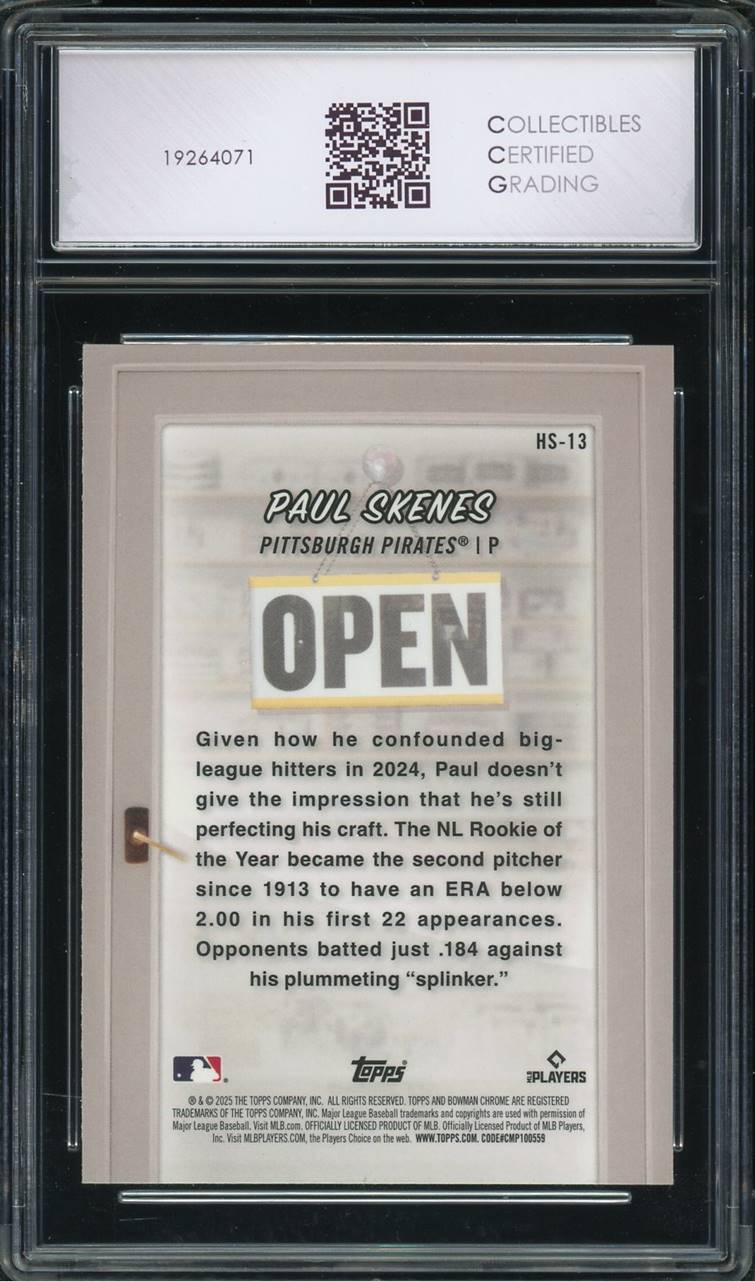 19264071
COLLECTIBLES
CERTIFIED
GRADING
HS-13
PAUL SKENES
PITTSBURGH PIRATES® | P
OPEN
Given how he confounded big-
league hitters in 2024, Paul doesn't
give the impression that he's still
perfecting his craft. The NL Rookie of
the Year became the second pitcher
since 1913 to have an ERA below
2.00 in his first 22 appearances.
Opponents batted just .184 against
his plummeting “splinker.”
Topps®
MLB PLAYERS
® & © 2025 THE TOPPS COMPANY, INC. ALL RIGHTS RESERVED. TOPPS AND BOWMAN CHROME ARE REGISTERED
TRADEMARKS OF THE TOPPS COMPANY, INC. Major League Baseball trademarks and copyrights are used with permission of
Major League Baseball. Visit MLB.com. OFFICIALLY LICENSED PRODUCT OF MLB. Officially Licensed Product of MLB Players,
Inc. Visit MLBPLAYERS.COM, the Players Choice on the web. WWW.TOPPS.COM. CODE#CMP100559